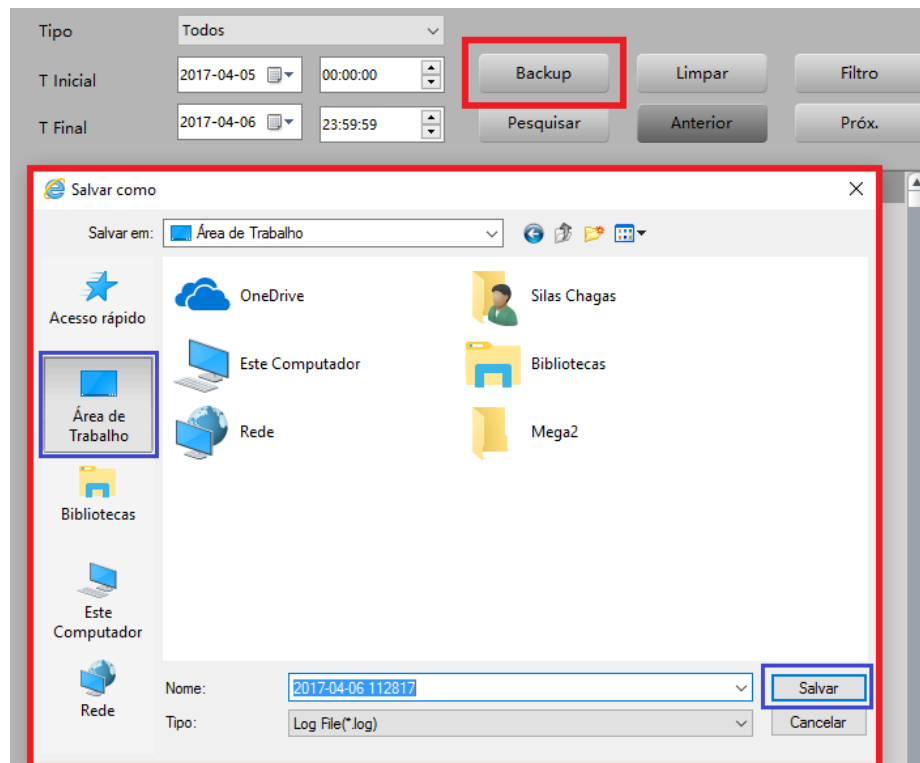 Tipo
Todos
T Inicial
2017-04-05
00:00:00
Backup
Limpar
Filtro
T Final
2017-04-06
23:59:59
Pesquisar
Anterior
Próx.
Salvar como
Salvar em:
Área de Trabalho
Acesso rápido
Área de
Trabalho
Bibliotecas
Este
Computador
Rede
OneDrive
Silas Chagas
Este Computador
Bibliotecas
Rede
Mega2
Nome:
2017-04-06 112817
Salvar
Tipo:
Log File(*.log)
Cancelar